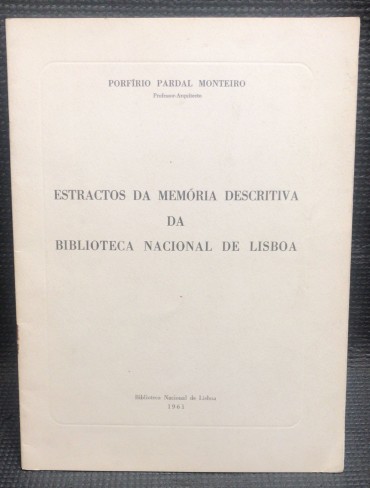 PORFÍRIO PARDAL MONTEIRO
Professor-Arquitecto
ESTRACTOS DA MEMÓRIA DESCRITIVA
DA
BIBLIOTECA NACIONAL DE LISBOA
Biblioteca Nacional de Lisboa
1961